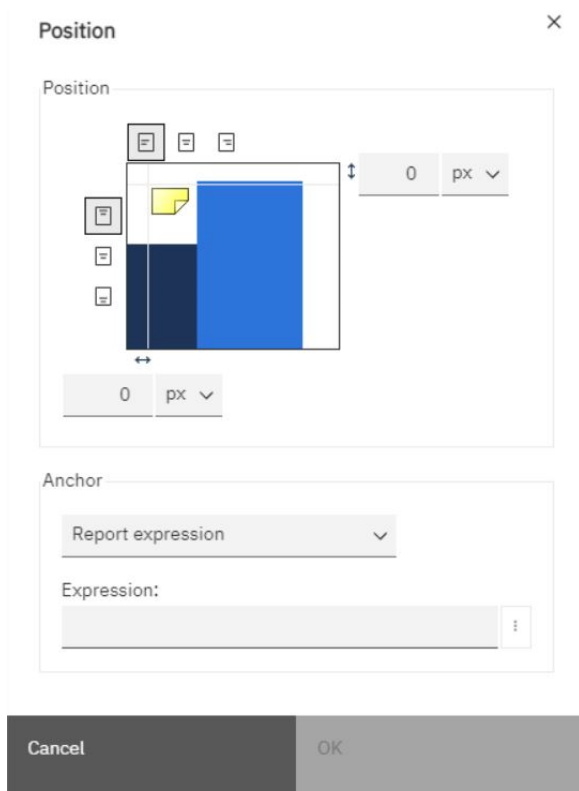 Position
Position
0 px
0 px
Anchor
Report expression
Expression:
Cancel OK